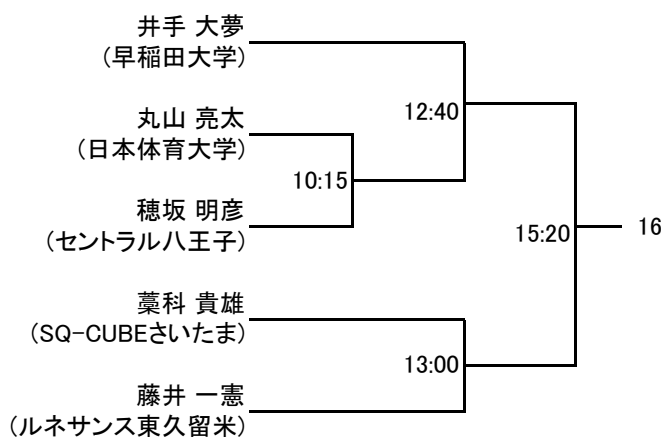 井手 大夢
(早稲田大学)
12:40
丸山 亮太
(日本体育大学)
10:15
穂坂 明彦
(セントラル八王子)
15:20
16
藁科 貴雄
(SQ-CUBEさいたま)
13:00
藤井 一憲
(ルネサンス東久留米)